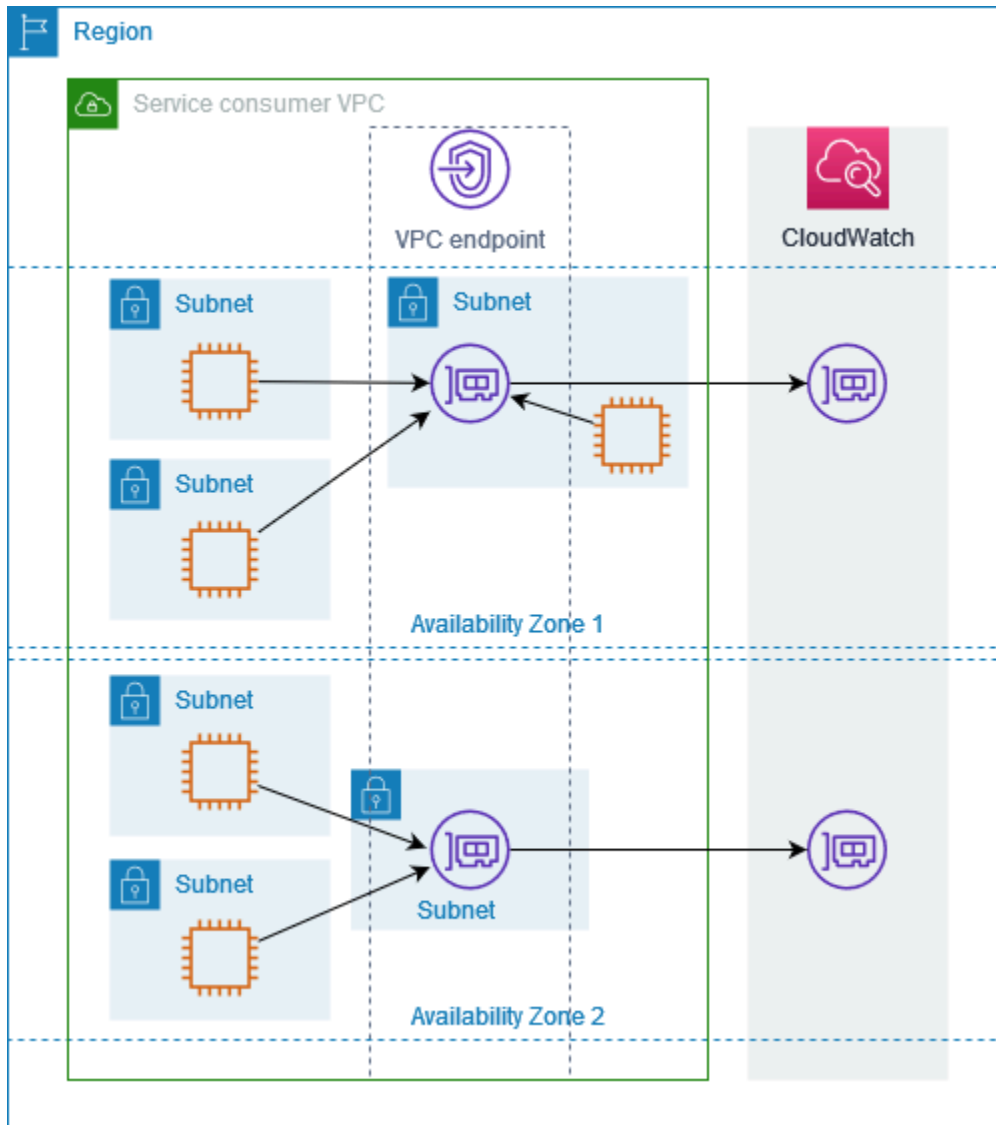 Region
Service consumer VPC
VPC endpoint
CloudWatch
Subnet
Subnet
Subnet
Availability Zone 1
Subnet
Subnet
Subnet
Availability Zone 2